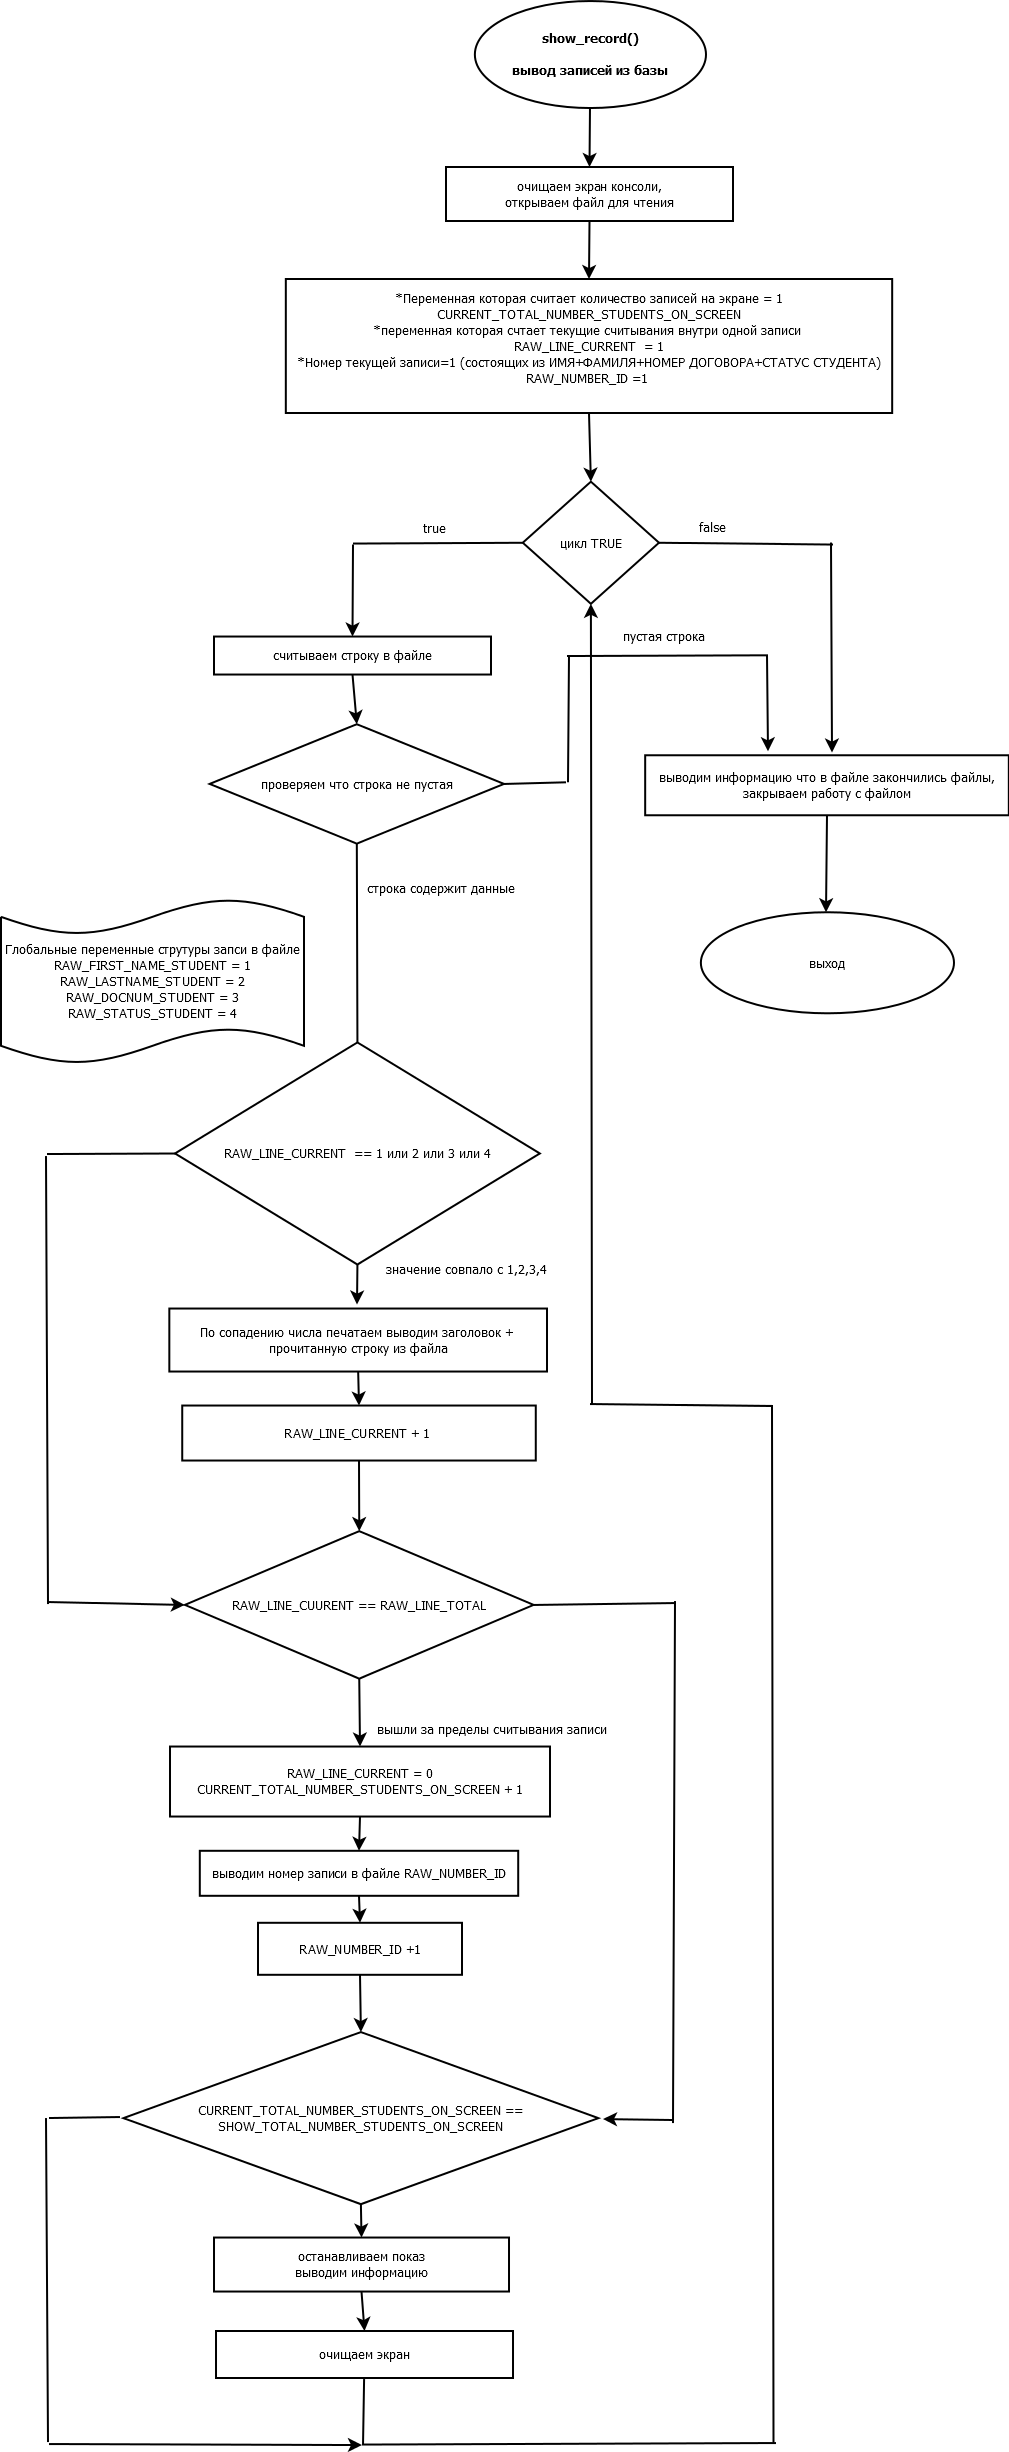 show_record()
вывод записей из базы
очищаем экран консоли,
открываем файл для чтения
*Переменная которая считает количество записей на экране = 1
CURRENT_TOTAL_NUMBER_STUDENTS_ON_SCREEN
*переменная которая счтает текущие считывания внутри одной записи
RAW_LINE_CURRENT = 1
*Номер текущей записи=1 (состоящих из ИМЯ+ФАМИЛЯ+НОМЕР ДОГОВОРА+СТАТУС СТУДЕНТА)
RAW_NUMBER_ID =1
цикл TRUE
true
false
считываем строку в файле
пустая строка
проверяем что строка не пустая
выводим информацию что в файле закончились файлы,
закрываем работу с файлом
строка содержит данные
выход
Глобальные переменные струтуры запси в файле
RAW_FIRST_NAME_STUDENT = 1
RAW_LASTNAME_STUDENT = 2
RAW_DOCNUM_STUDENT = 3
RAW_STATUS_STUDENT = 4
RAW_LINE_CURRENT == 1 или 2 или 3 или 4
значение совпало с 1,2,3,4
По сопадению числа печатаем выводим заголовок +
прочитанную строку из файла
RAW_LINE_CURRENT + 1
RAW_LINE_CUURENT == RAW_LINE_TOTAL
вышли за пределы считывания записи
RAW_LINE_CURRENT = 0
CURRENT_TOTAL_NUMBER_STUDENTS_ON_SCREEN + 1
выводим номер записи в файле RAW_NUMBER_ID
RAW_NUMBER_ID +1
CURRENT_TOTAL_NUMBER_STUDENTS_ON_SCREEN ==
SHOW_TOTAL_NUMBER_STUDENTS_ON_SCREEN
останавливаем показ
выводим информацию
очищаем экран